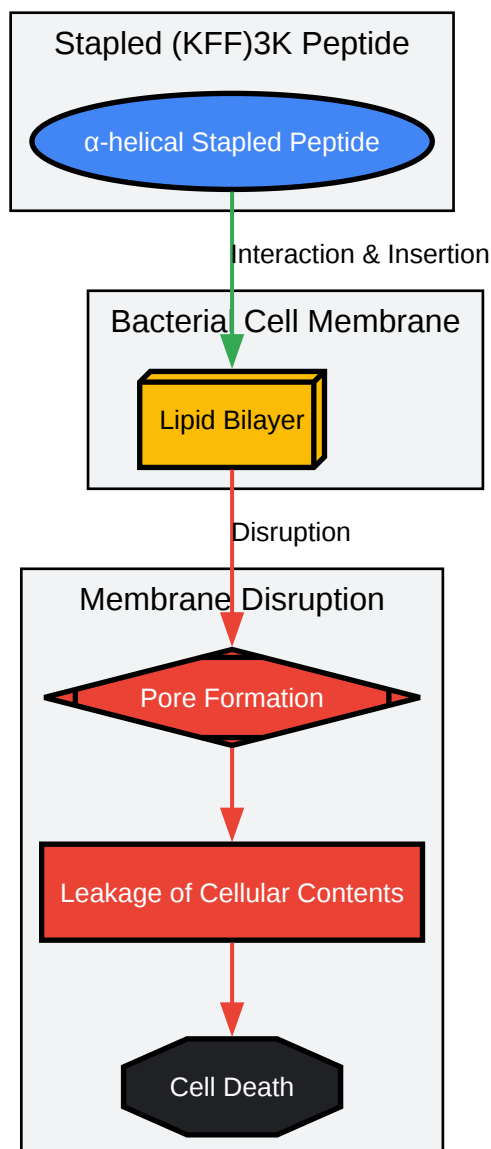 Stapled (KFF)3K Peptide
α-helical Stapled Peptide
Interaction & Insertion
Bacterial Cell Membrane
Lipid Bilayer
Disruption
Membrane Disruption
Pore Formation
Leakage of Cellular Contents
Cell Death